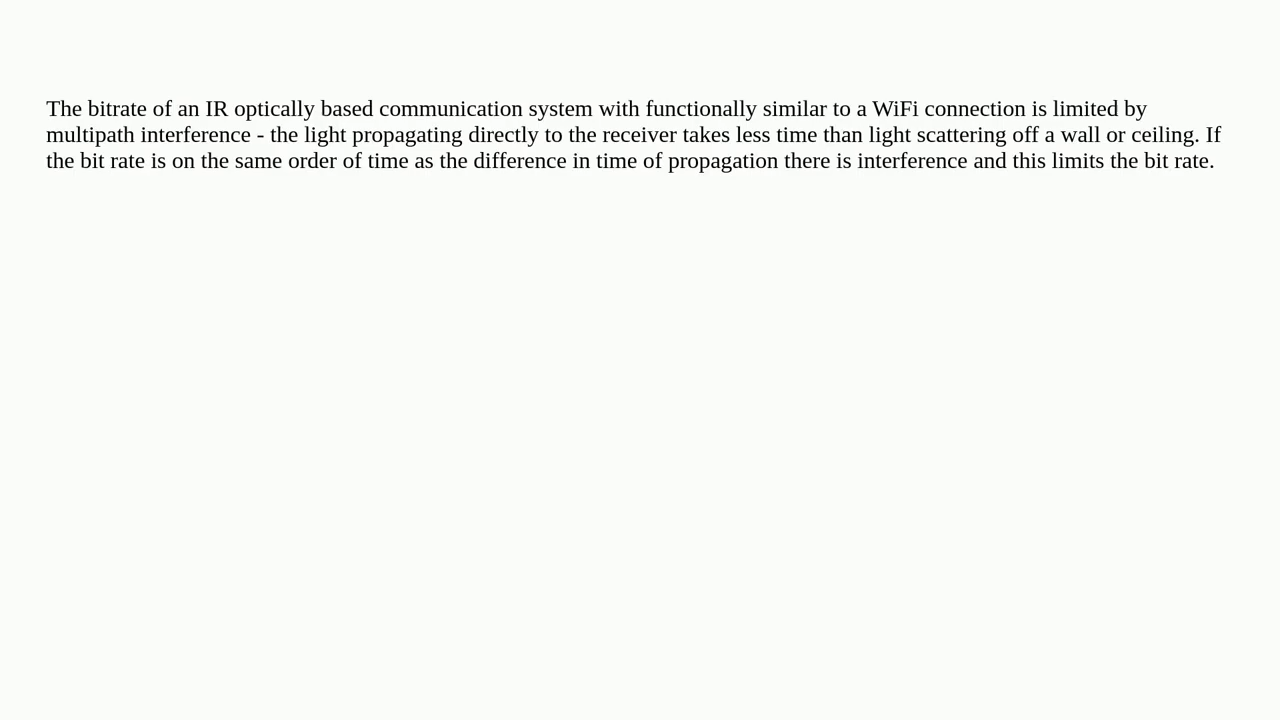 The bitrate of an IR optically based communication system with functionally similar to a WiFi connection is limited by
multipath interference - the light propagating directly to the receiver takes less time than light scattering off a wall or ceiling. If
the bit rate is on the same order of time as the difference in time of propagation there is interference and this limits the bit rate.